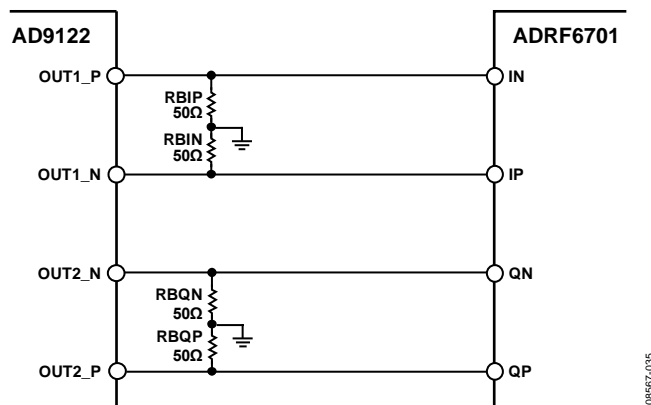 AD9122
ADRF6701
OUT1_P
IN
RBIP
50Ω
RBIN
50Ω
OUT1_N
IP
OUT2_N
QN
RBQN
50Ω
RBQP
50Ω
OUT2_P
QP
08567-035